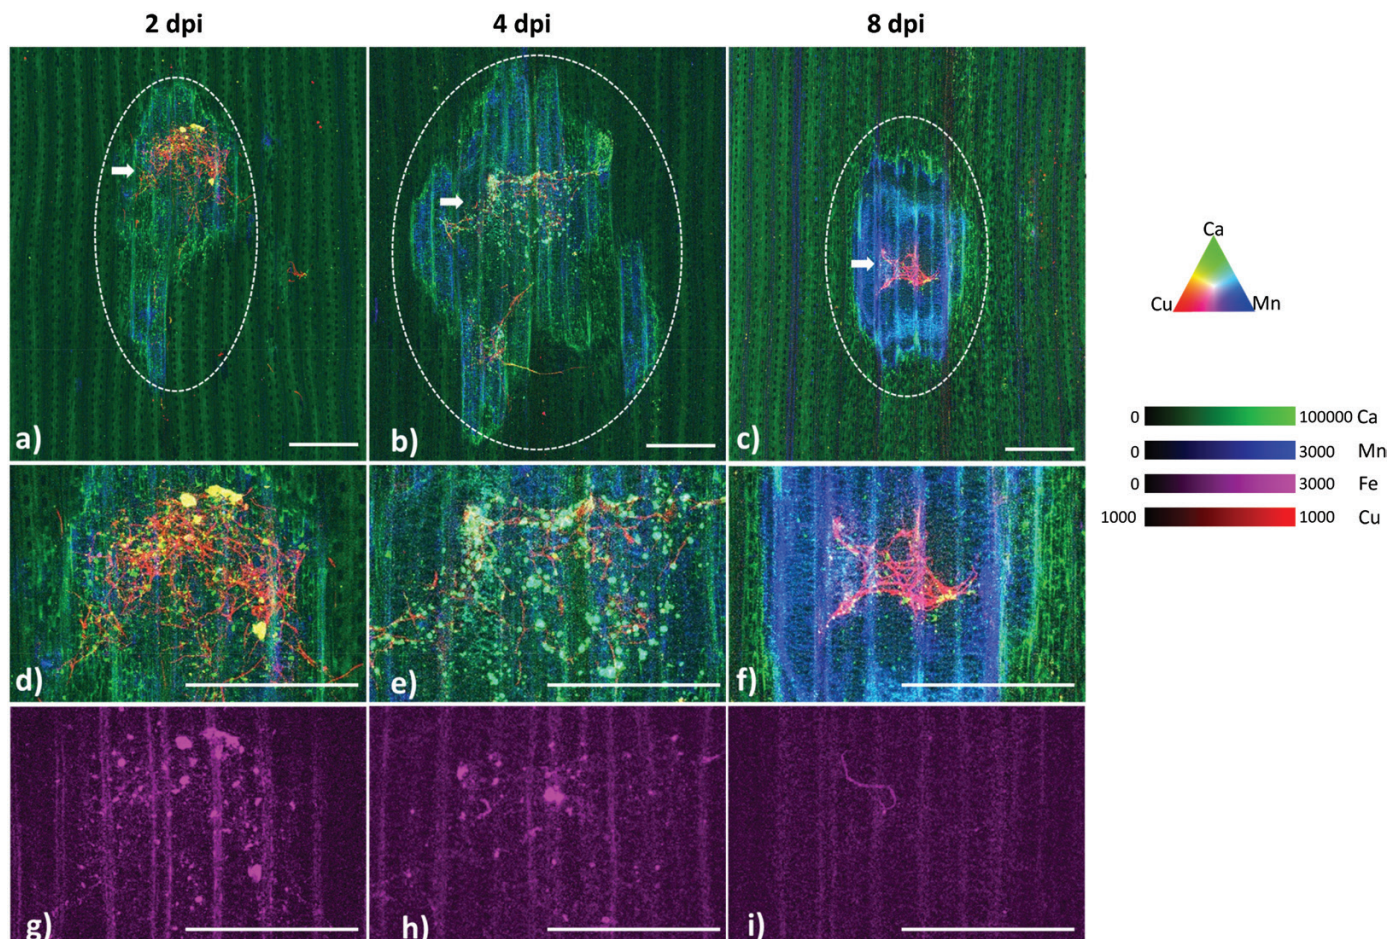 2 dpi
4 dpi
8 dpi
a)
b)
c)
Ca
Cu
Mn
0
100000 Ca
0
3000 Mn
0
3000 Fe
1000
1000 Cu
d)
e)
f)
g)
h)
i)